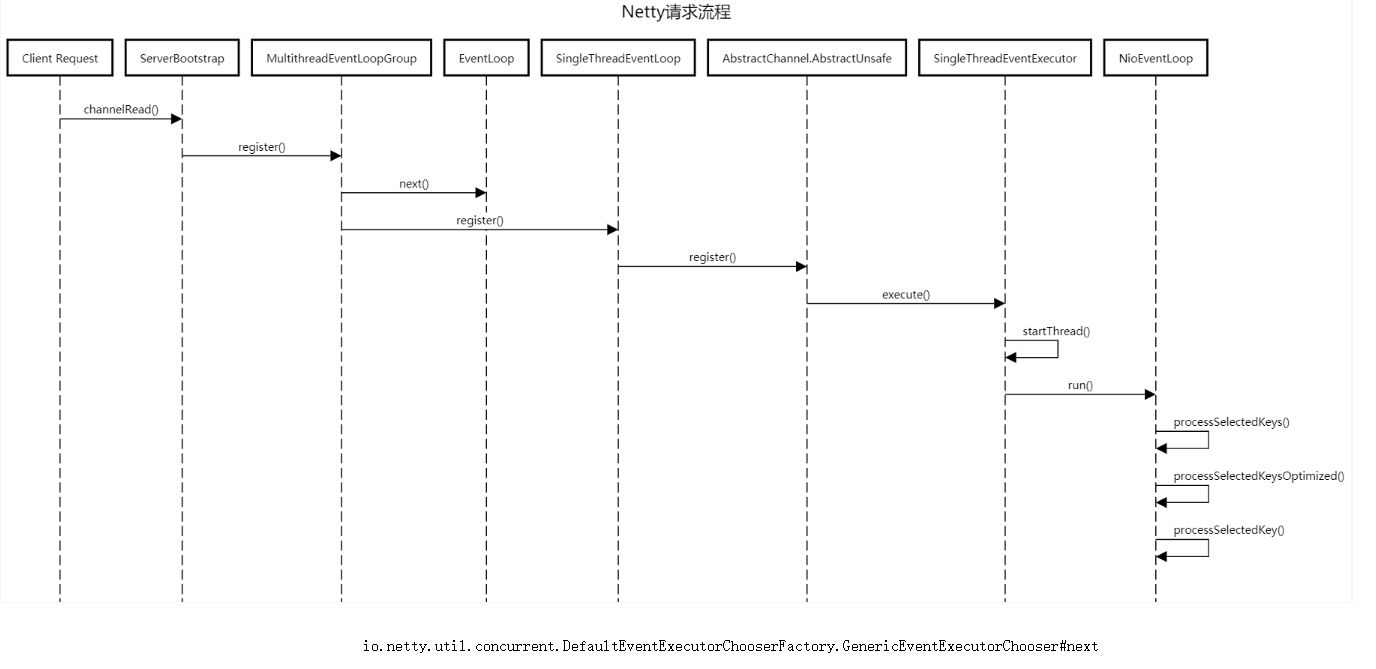 Netty请求流程
Client Request
ServerBootstrap
MultithreadEventLoopGroup
EventLoop
SingleThreadEventLoop
AbstractChannel.AbstractUnsafe
SingleThreadEventExecutor
NioEventLoop
channelRead()
register()
next()
register()
register()
execute()
startThread()
run()
processSelectedKeys()
processSelectedKeysOptimized()
processSelectedKey()
io.netty.util.concurrent.DefaultEventExecutorChooserFactory.GenericEventExecutorChooser#next